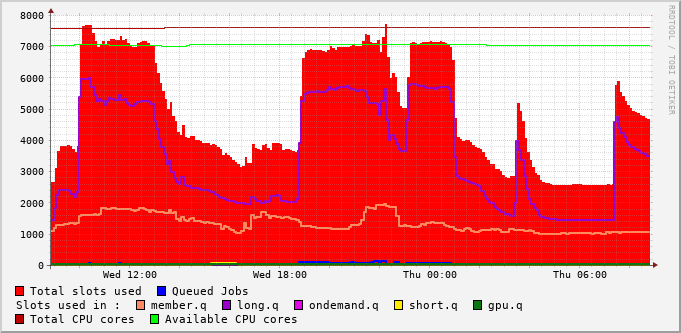 8000
7000
6000
5000
4000
3000
2000
1000
0
Wed 12:00 Wed 18:00 Thu 00:00 Thu 06:00
RRDTOOL / TOBI OETIKER
Total slots used Queued Jobs
Slots used in : member.q long.q ondemand.q short.q gpu.q
Total CPU cores Available CPU cores